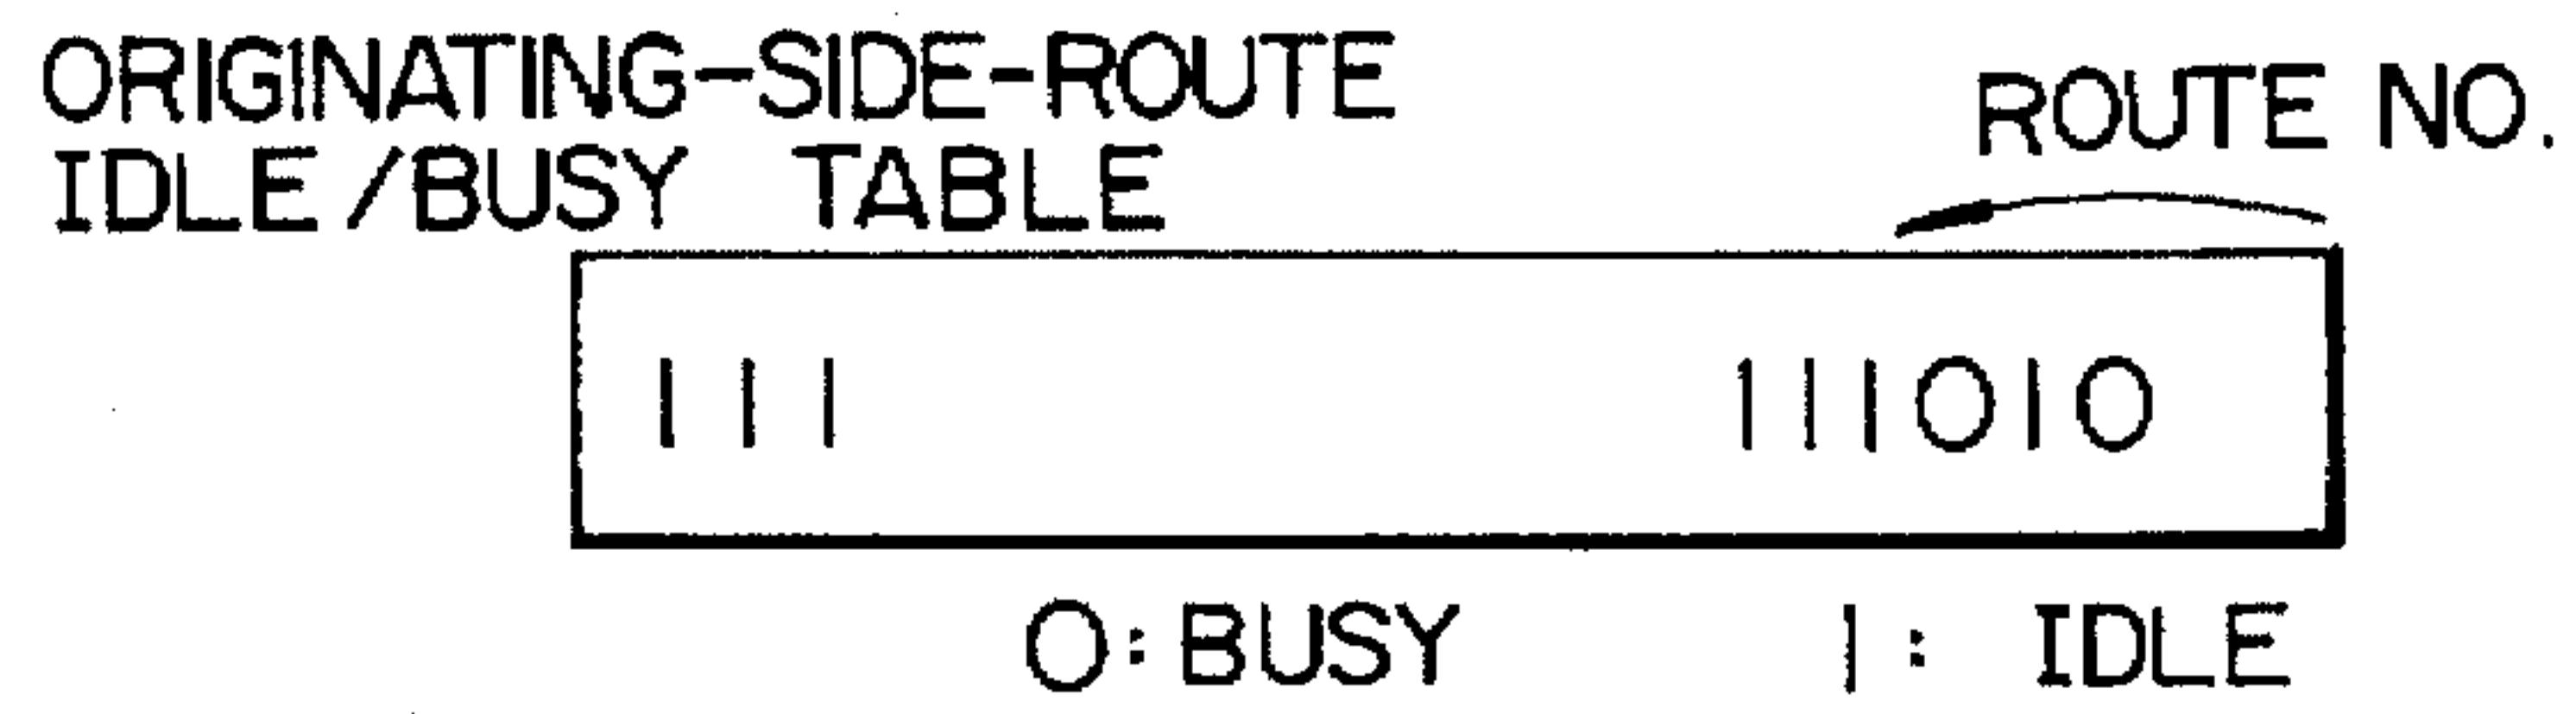 ORIGINATING-SIDE-ROUTE
IDLE/BUSY TABLE
ROUTE NO.
111 111010
0: BUSY 1: IDLE